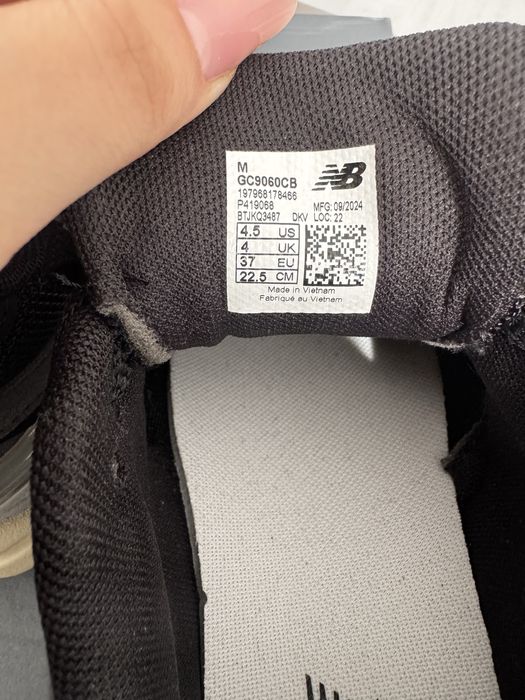 M
GC9060CB
197968178466
P419068 MFG: 09/2024
BTJKQ3487 DKV LOC: 22
4.5 US
4 UK
37 EU
22.5 CM
Made in Vietnam
Fabriqué au Vietnam
NB